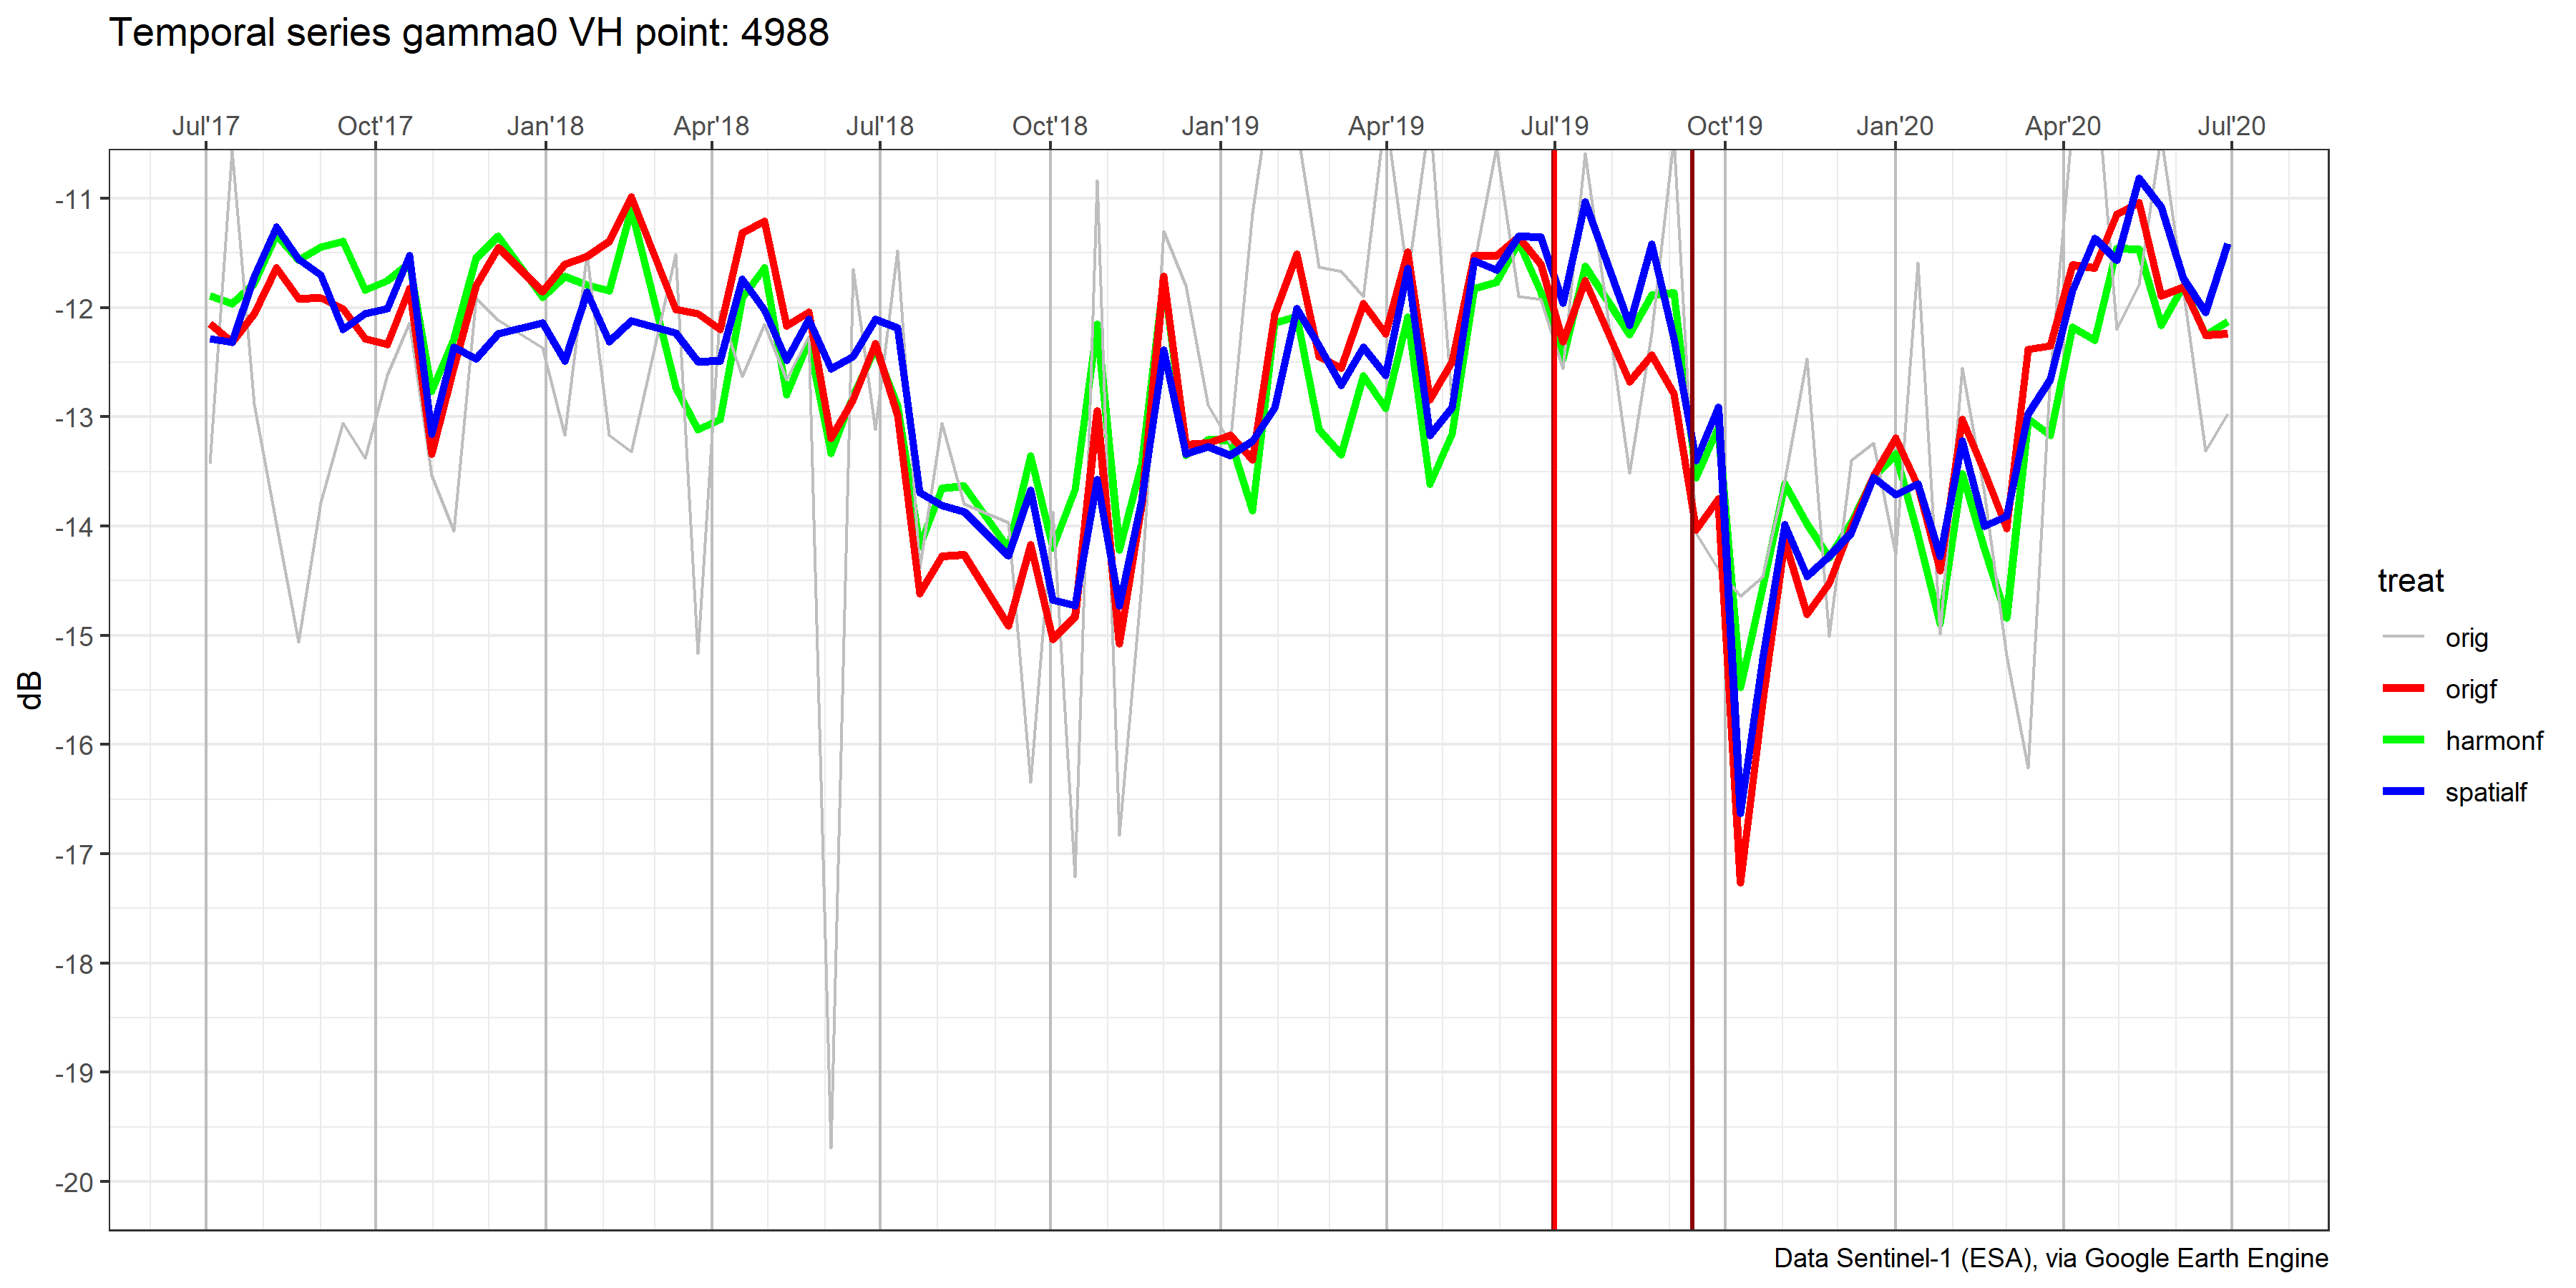 Temporal series gamma0 VH point: 4988
Jul'17 Oct'17 Jan'18 Apr'18 Jul'18 Oct'18 Jan'19 Apr'19 Jul'19 Oct'19 Jan'20 Apr'20 Jul'20
-11
-12
-13
-14
-15
-16
-17
-18
-19
-20
dB
treat
orig
origf
harmonf
spatialf
Data Sentinel-1 (ESA), via Google Earth Engine